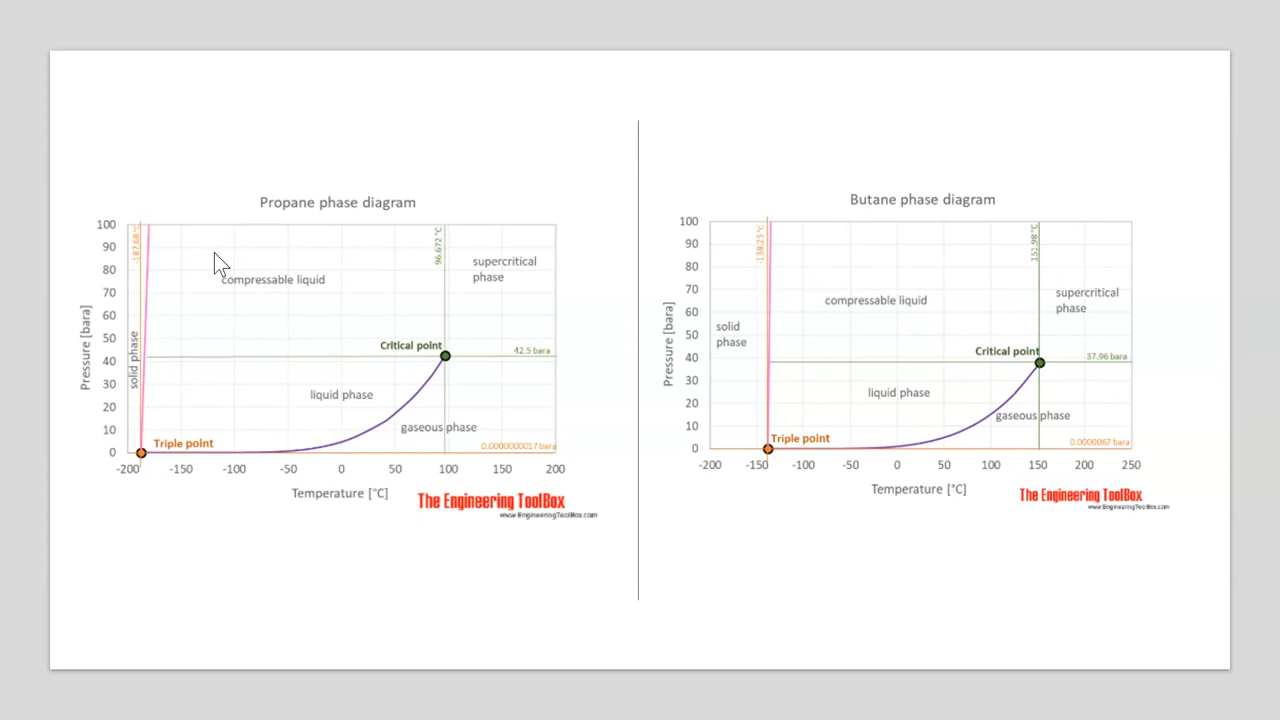 Propane phase diagram
100
90
80
70
60
50
40
30
20
10
0
Pressure [bara]
-187.68 °C
96.672 °C
compressable liquid
supercritical
phase
solid phase
Critical point
42.5 bara
liquid phase
gaseous phase
Triple point
0.0000000017 bara
-200 -150 -100 -50 0 50 100 150 200
Temperature [°C]
The Engineering ToolBox
www.EngineeringToolBox.com
Butane phase diagram
100
90
80
70
60
50
40
30
20
10
0
Pressure [bara]
-138.25°C
151.98 °C
compressable liquid
supercritical
phase
solid
phase
Critical point
37.96 bara
liquid phase
gaseous phase
Triple point
0.0000067 bara
-200 -150 -100 -50 0 50 100 150 200 250
Temperature [°C]
The Engineering ToolBox
www.EngineeringToolBox.com